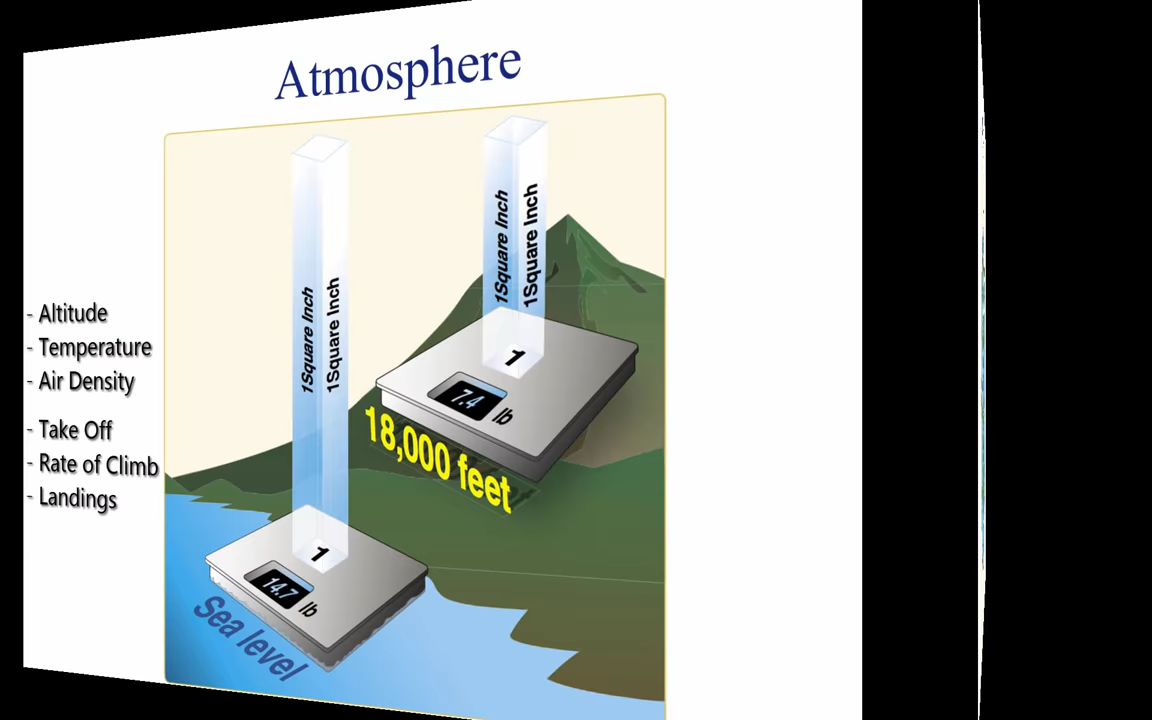 Atmosphere
- Altitude
- Temperature
- Air Density
- Take Off
- Rate of Climb
- Landings
1Square Inch
1Square Inch
1
14.7 lb
Sea level
1Square Inch
1Square Inch
1
7.4 lb
18,000 feet